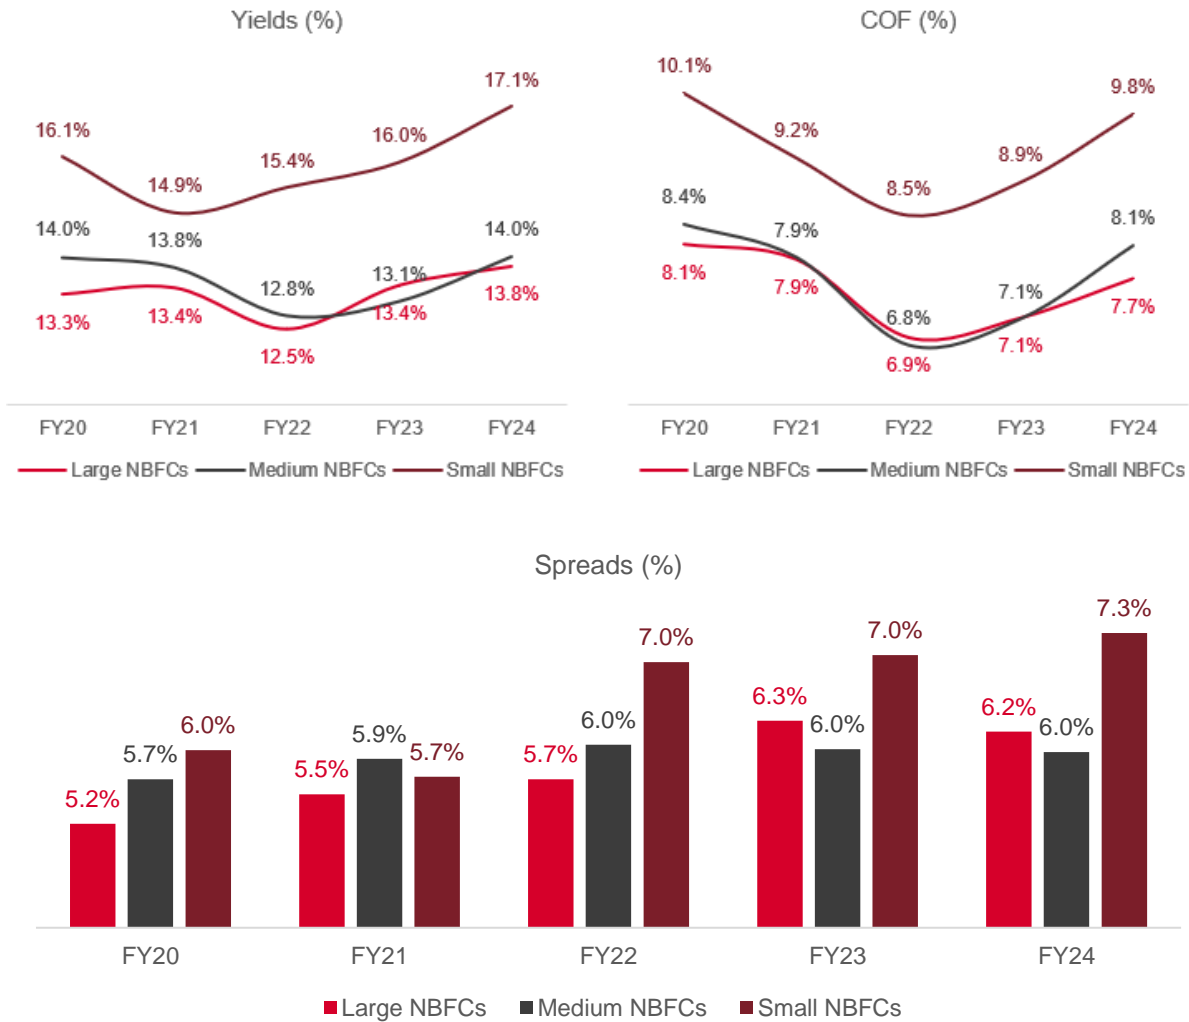 Yields (%)
16.1%
14.9%
15.4%
16.0%
17.1%
14.0%
13.8%
12.8%
13.1%
14.0%
13.3%
13.4%
12.5%
13.4%
13.8%
FY20 FY21 FY22 FY23 FY24
Large NBFCs Medium NBFCs Small NBFCs
COF (%)
10.1%
9.2%
8.5%
8.9%
9.8%
8.4%
7.9%
6.8%
7.1%
8.1%
8.1%
7.9%
6.9%
7.1%
7.7%
FY20 FY21 FY22 FY23 FY24
Large NBFCs Medium NBFCs Small NBFCs
Spreads (%)
5.2% 5.7% 6.0%
5.5% 5.9% 5.7%
5.7% 6.0% 7.0%
6.3% 6.0% 7.0%
6.2% 6.0% 7.3%
FY20 FY21 FY22 FY23 FY24
Large NBFCs Medium NBFCs Small NBFCs